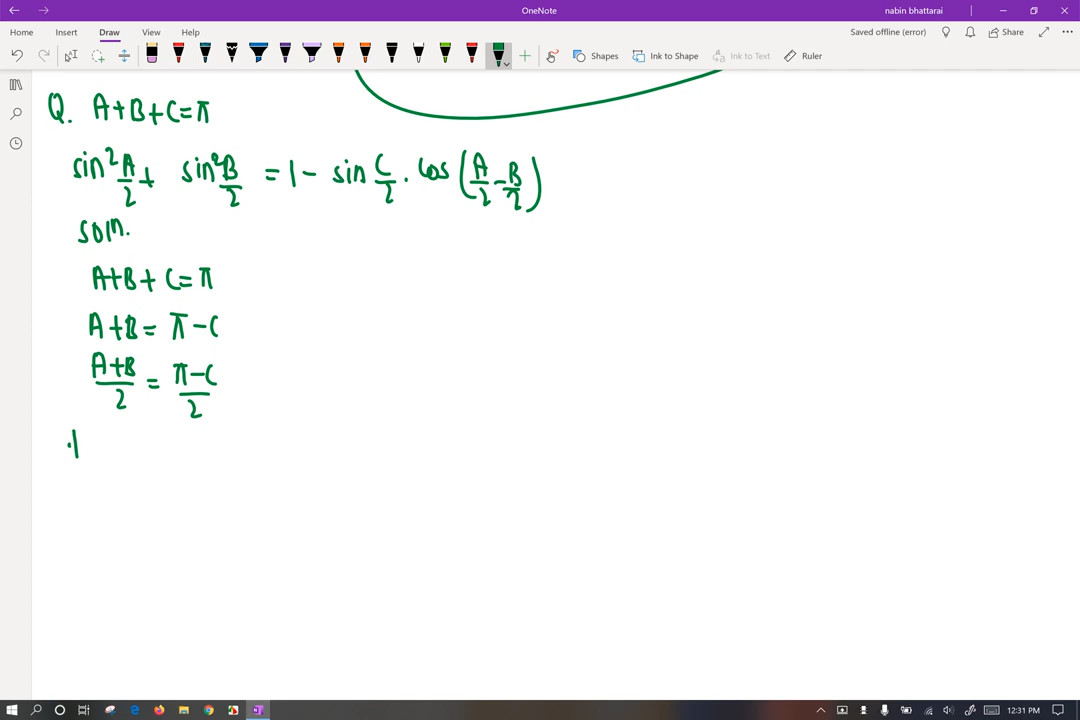 OneNote
nabin bhattarai
Home Insert Draw View Help
Saved offline (error) Share
Shapes Ink to Shape Ink to Text Ruler
Q. A+B+C=π
sin²A/2 + sin²B/2 = 1 - sin C/2 . cos (A/2 - B/2)
soln.
A+B+C=π
A+B= π-C
A+B/2 = π-C/2
12:31 PM